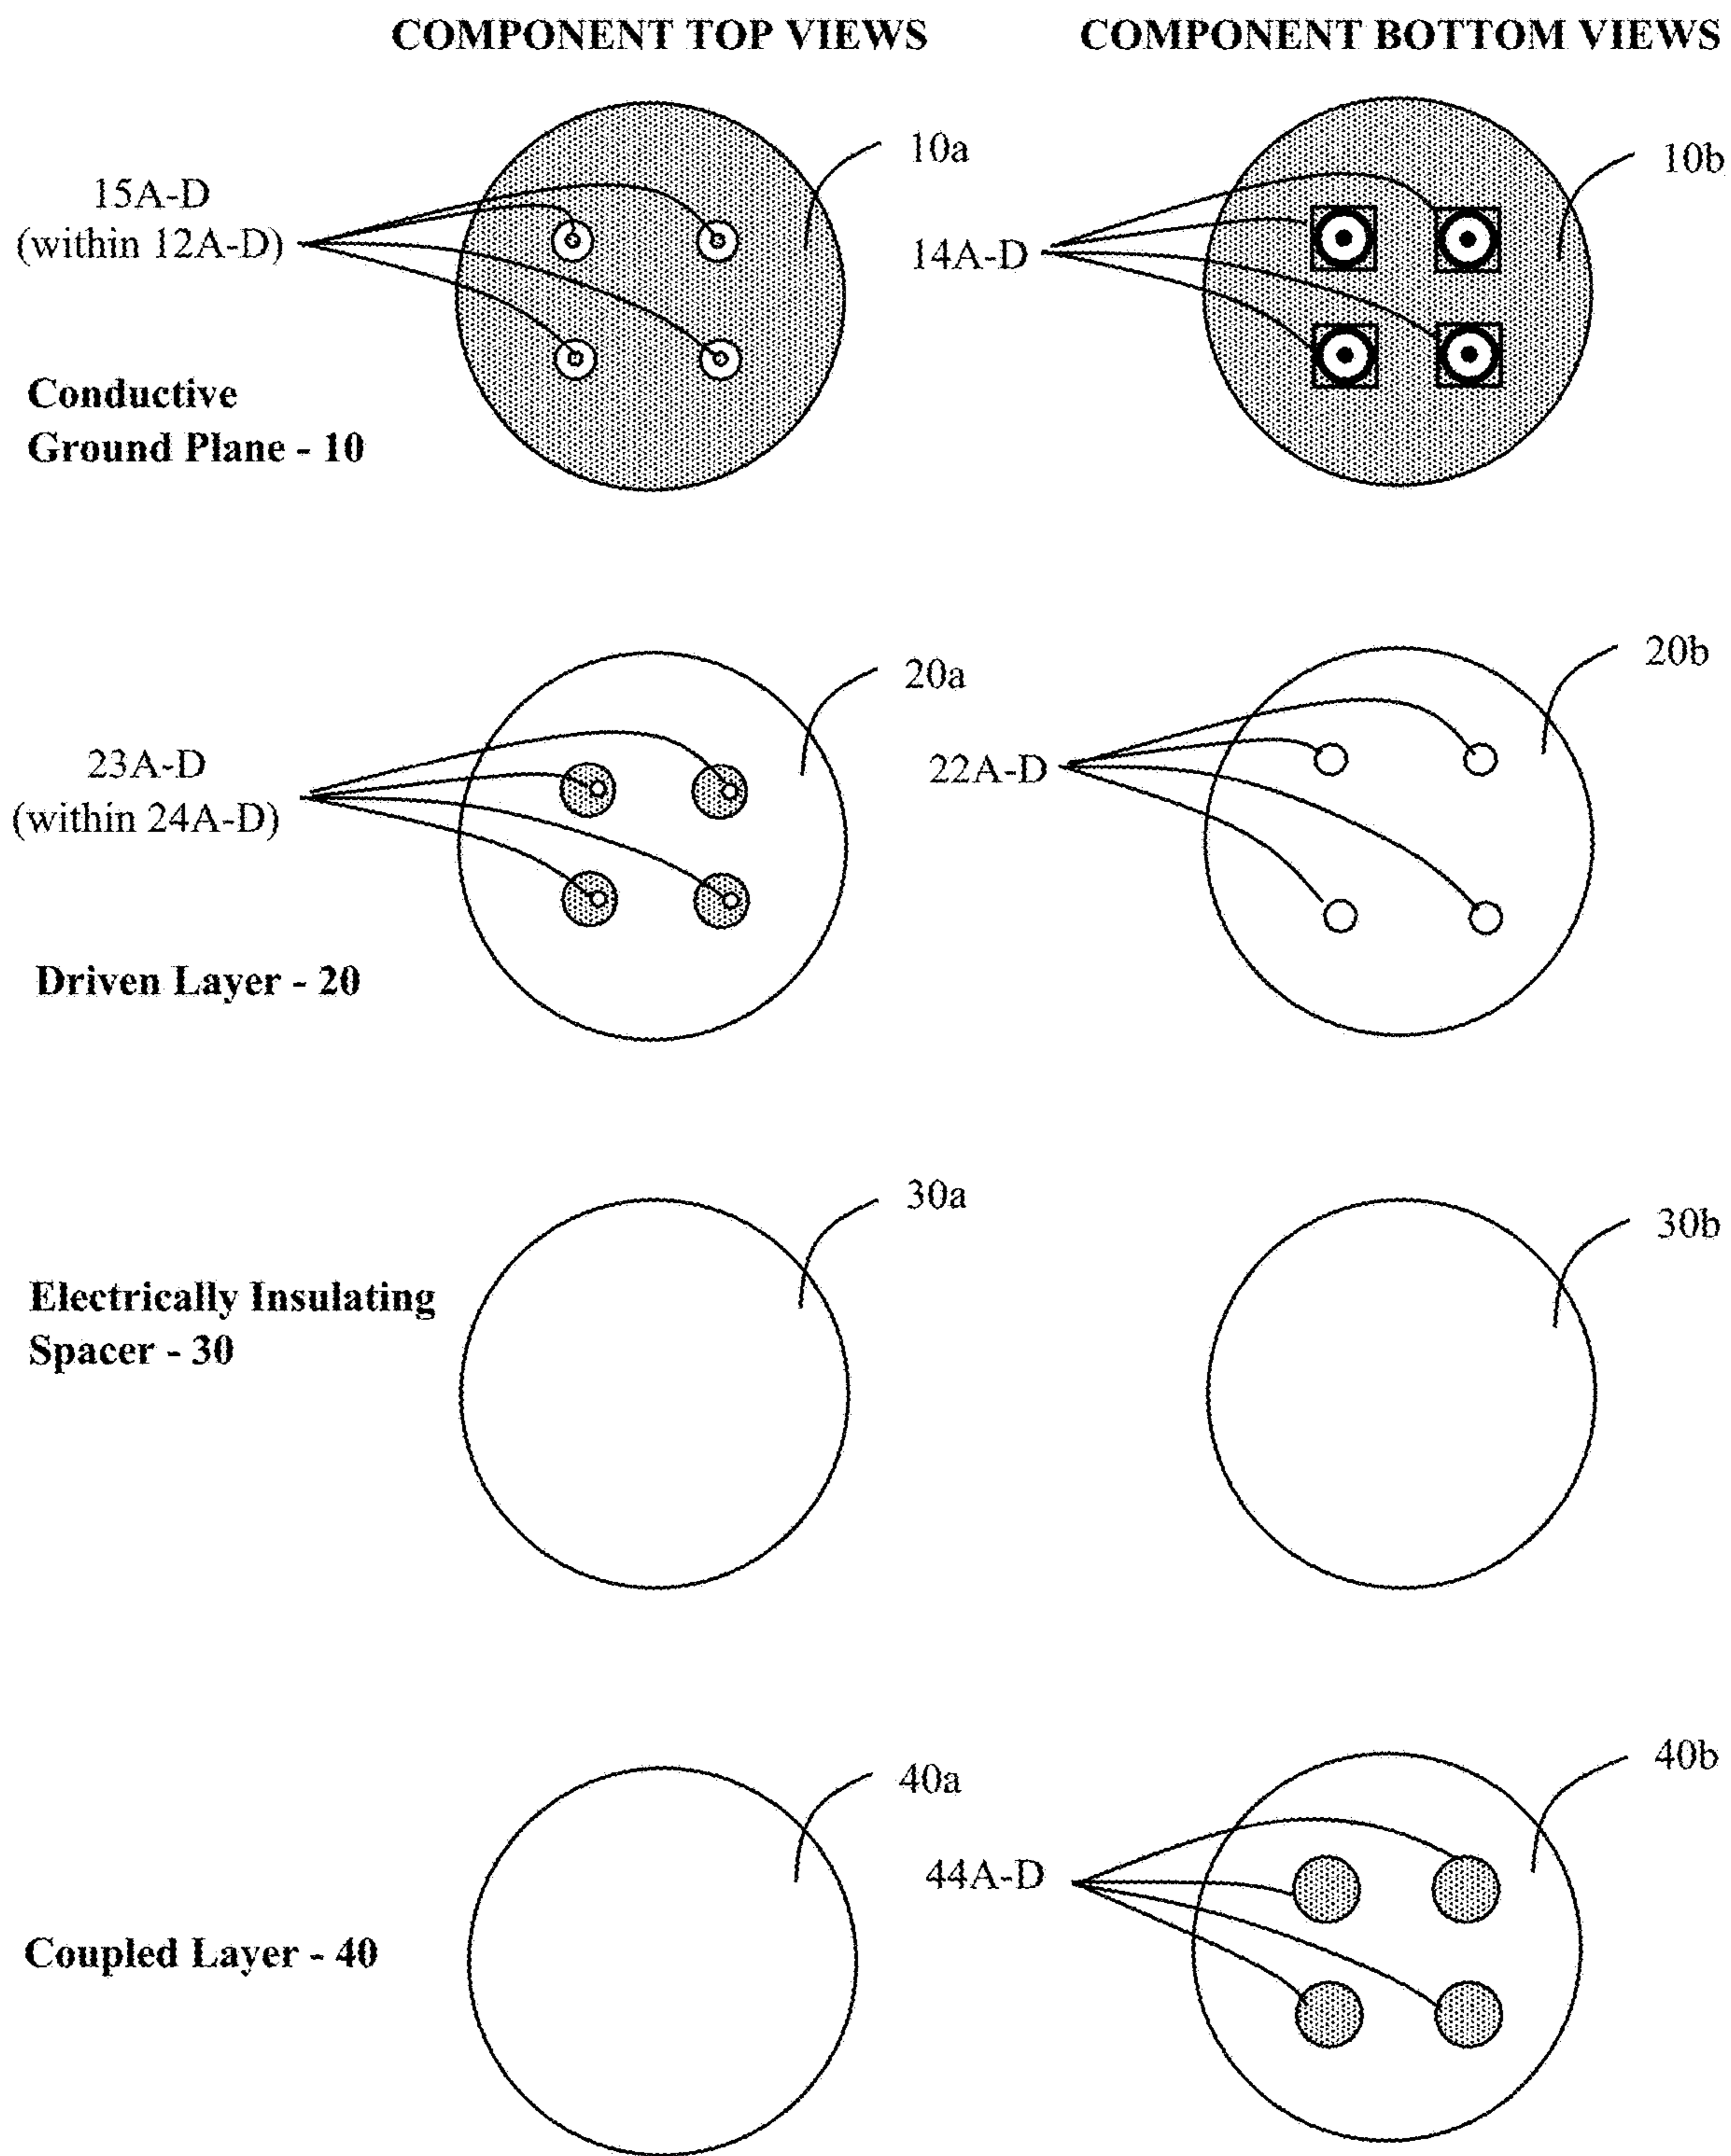 COMPONENT TOP VIEWS
COMPONENT BOTTOM VIEWS
10a
10b
15A-D
(within 12A-D)
14A-D
Conductive
Ground Plane - 10
20a
20b
23A-D
(within 24A-D)
22A-D
Driven Layer - 20
30a
30b
Electrically Insulating
Spacer - 30
40a
40b
44A-D
Coupled Layer - 40